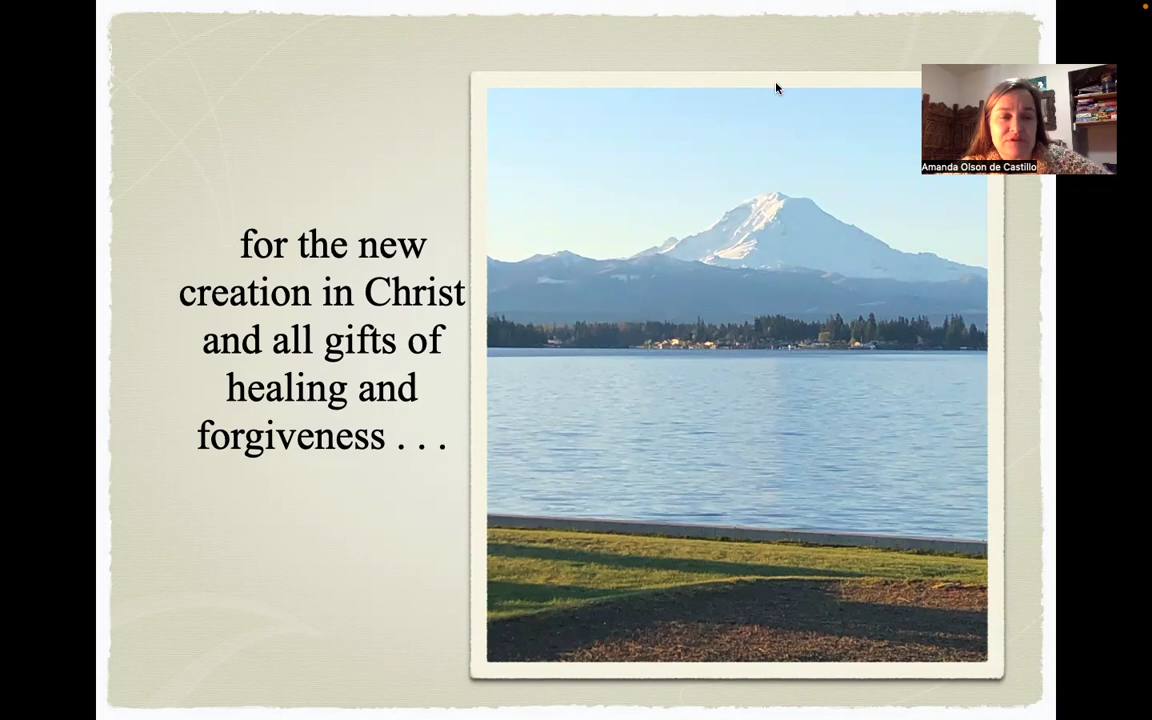 for the new
creation in Christ
and all gifts of
healing and
forgiveness . . .
Amanda Olson de Castillo